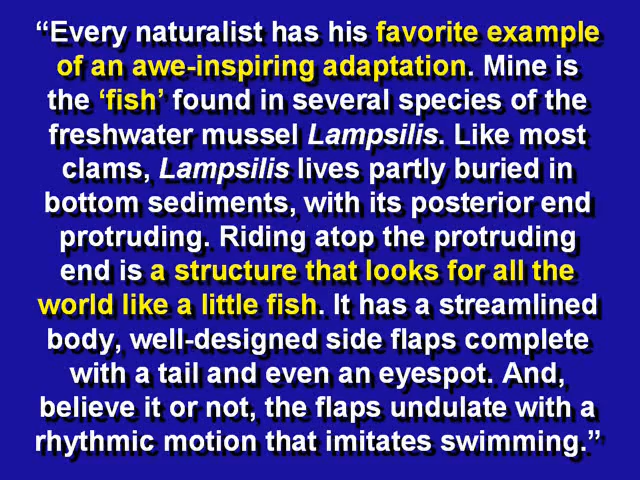 “Every naturalist has his favorite example
of an awe-inspiring adaptation. Mine is
the ‘fish’ found in several species of the
freshwater mussel Lampsilis. Like most
clams, Lampsilis lives partly buried in
bottom sediments, with its posterior end
protruding. Riding atop the protruding
end is a structure that looks for all the
world like a little fish. It has a streamlined
body, well-designed side flaps complete
with a tail and even an eyespot. And,
believe it or not, the flaps undulate with a
rhythmic motion that imitates swimming.”